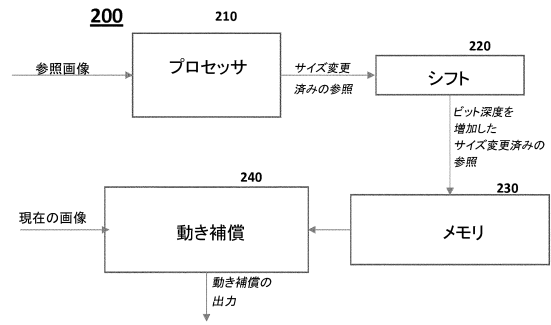 200
210
参照画像
プロセッサ
サイズ変更
済みの参照
220
シフト
ビット深度を
増加した
サイズ変更済みの
参照
230
メモリ
240
現在の画像
動き補償
動き補償の
出力